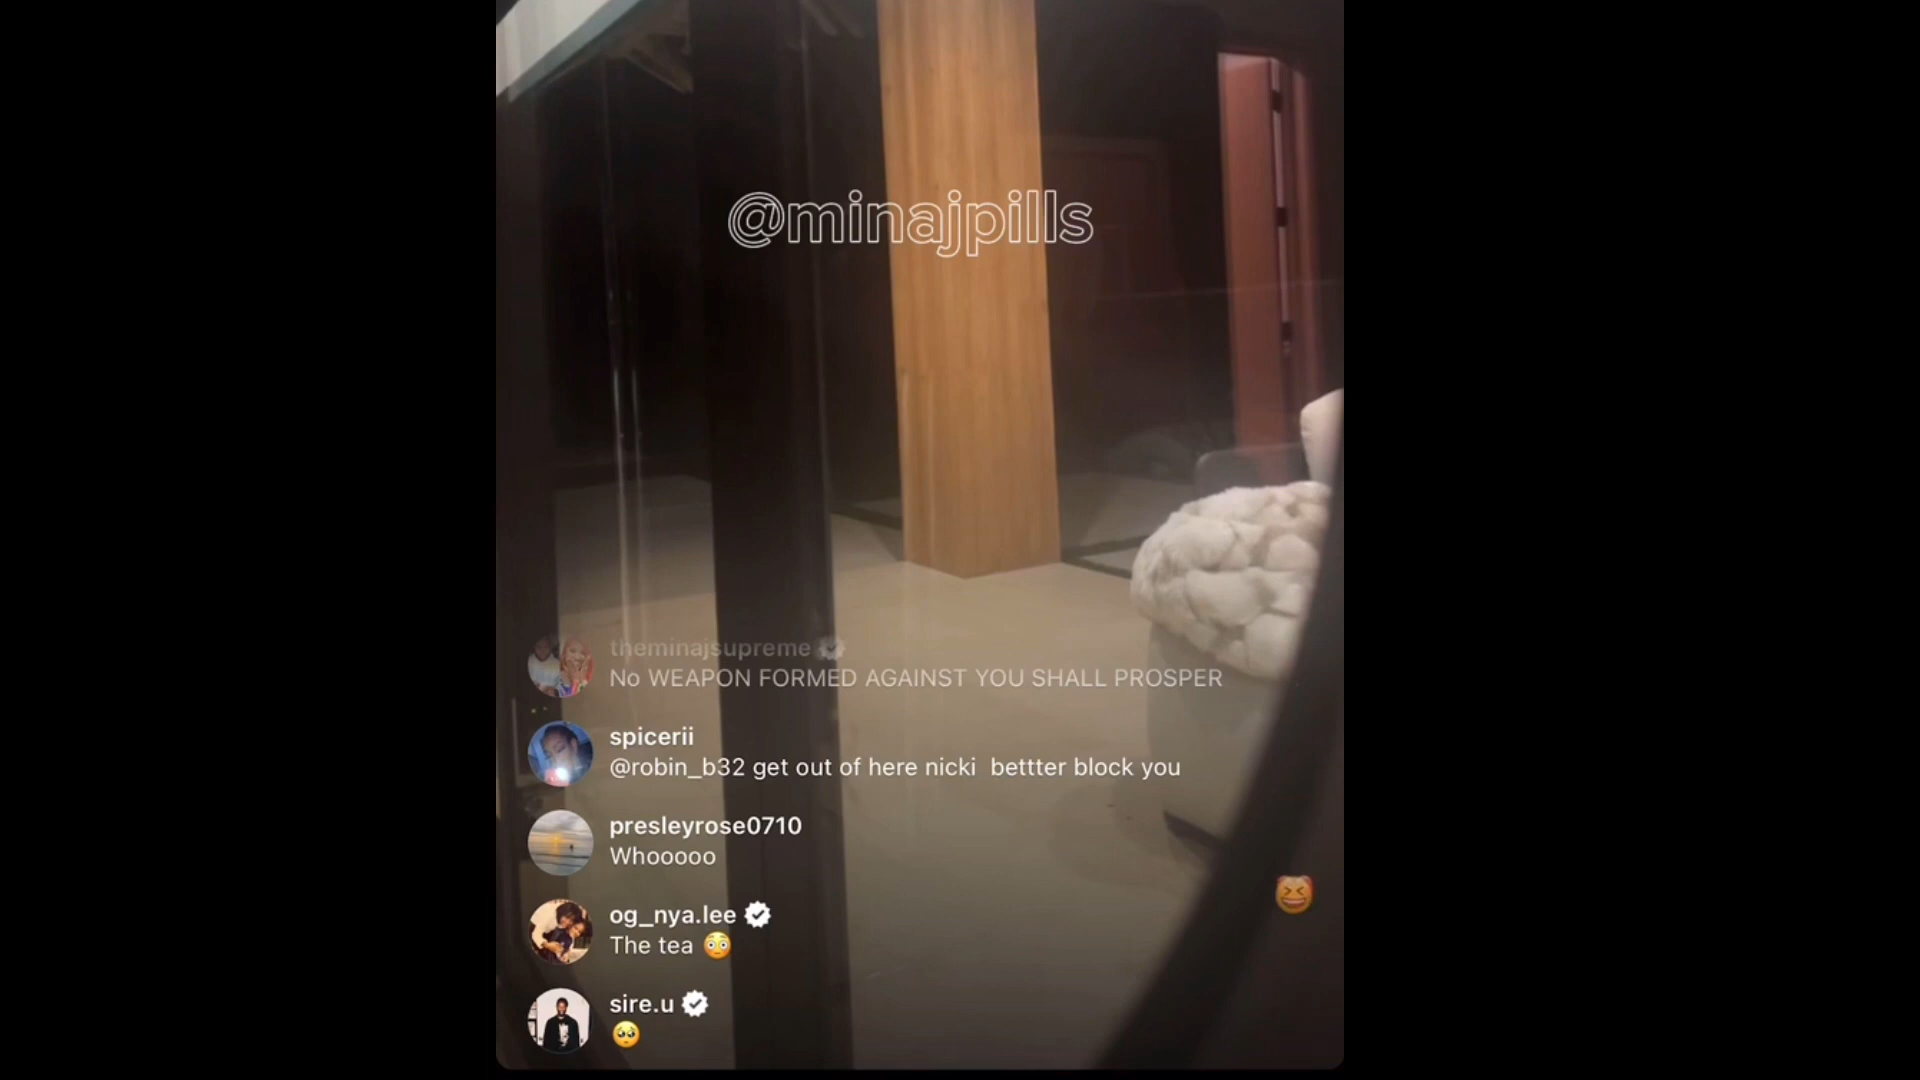 @minajpills
theminajsupreme
No WEAPON FORMED AGAINST YOU SHALL PROSPER
spicerii
@robin_b32 get out of here nicki  bettter block you
presleyrose0710
Whooooo
og_nya.lee
The tea 😳
sire.u
🥺